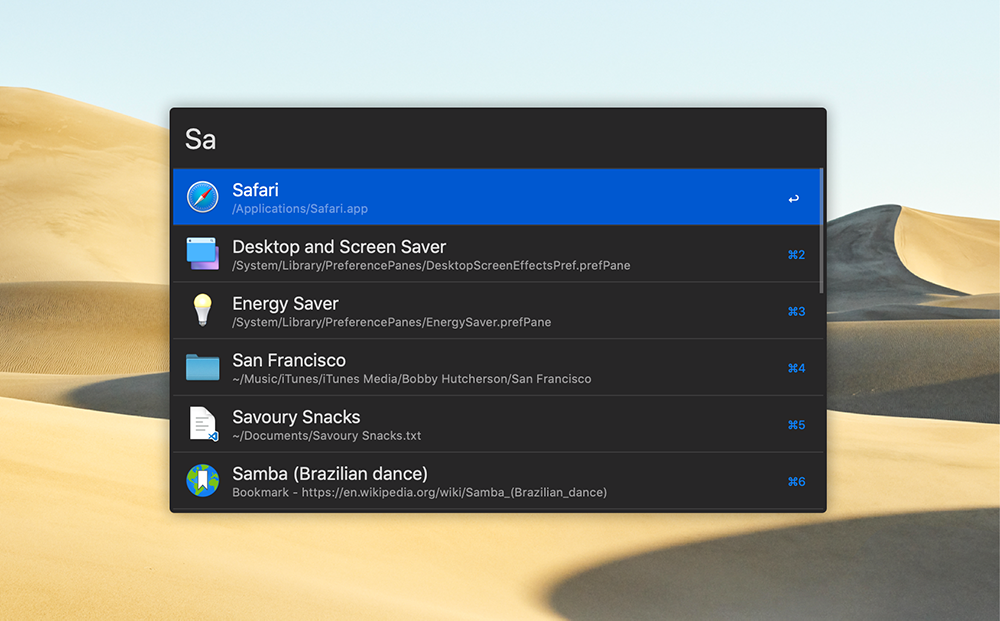 Sa
Safari
/Applications/Safari.app
↩
Desktop and Screen Saver
/System/Library/PreferencePanes/DesktopScreenEffectsPref.prefPane
⌘2
Energy Saver
/System/Library/PreferencePanes/EnergySaver.prefPane
⌘3
San Francisco
~/Music/iTunes/iTunes Media/Bobby Hutcherson/San Francisco
⌘4
Savoury Snacks
~/Documents/Savoury Snacks.txt
⌘5
Samba (Brazilian dance)
Bookmark - https://en.wikipedia.org/wiki/Samba_(Brazilian_dance)
⌘6